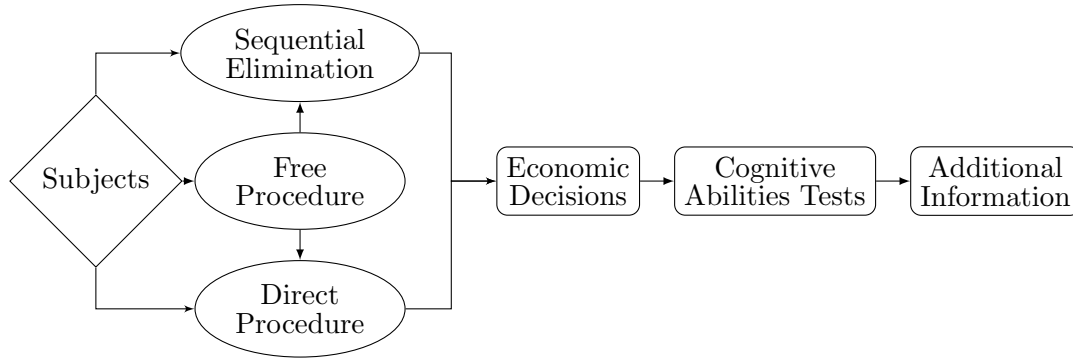 Sequential
Elimination
Subjects
Free
Procedure
Economic
Decisions
Cognitive
Abilities Tests
Additional
Information
Direct
Procedure